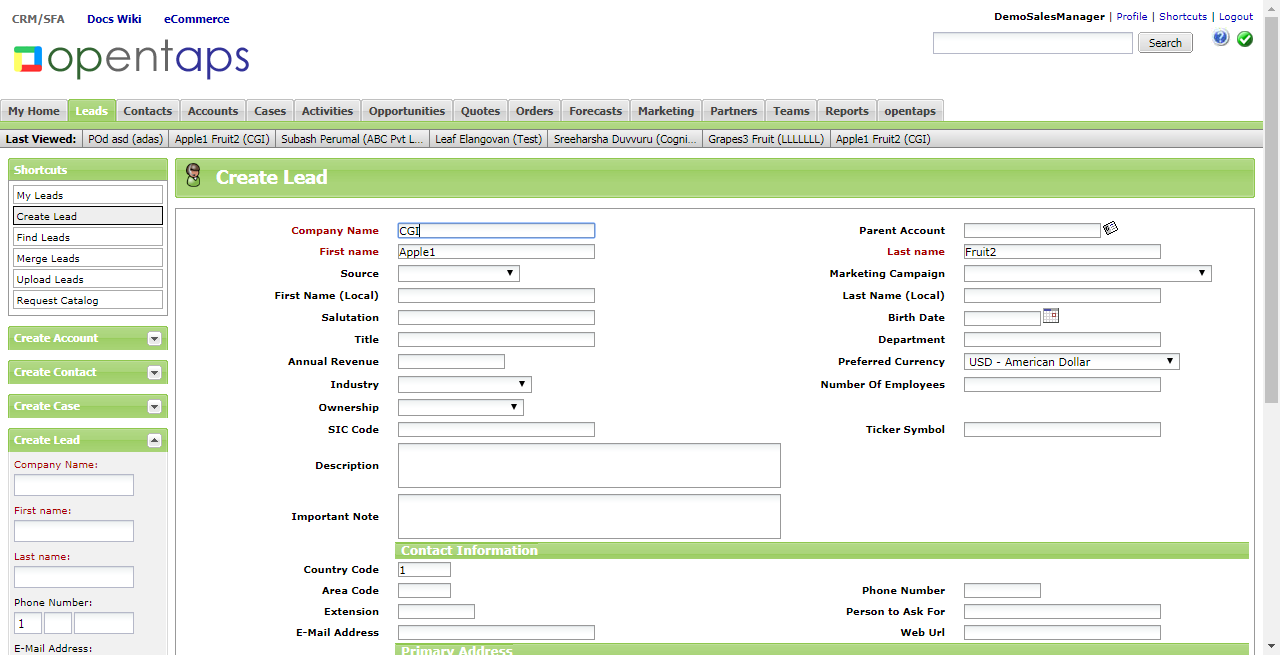 CRM/SFA Docs Wiki eCommerce
DemoSalesManager | Profile | Shortcuts | Logout
opentaps
Search
My Home Leads Contacts Accounts Cases Activities Opportunities Quotes Orders Forecasts Marketing Partners Teams Reports opentaps
Last Viewed: POd asd (adas) Apple1 Fruit2 (CGI) Subash Perumal (ABC Pvt L... Leaf Elangovan (Test) Sreeharsha Duvvuru (Cogni... Grapes3 Fruit (LLLLLLL) Apple1 Fruit2 (CGI)
Shortcuts
My Leads
Create Lead
Find Leads
Merge Leads
Upload Leads
Request Catalog
Create Account
Create Contact
Create Case
Create Lead
Company Name:
First name:
Last name:
Phone Number:
1
E-Mail Address:
Create Lead
Company Name CGI Parent Account
First name Apple1 Last name Fruit2
Source Marketing Campaign
First Name (Local) Last Name (Local)
Salutation Birth Date
Title Department
Annual Revenue Preferred Currency USD - American Dollar
Industry Number Of Employees
Ownership
SIC Code Ticker Symbol
Description
Important Note
Contact Information
Country Code 1
Area Code Phone Number
Extension Person to Ask For
E-Mail Address Web Url
Primary Address